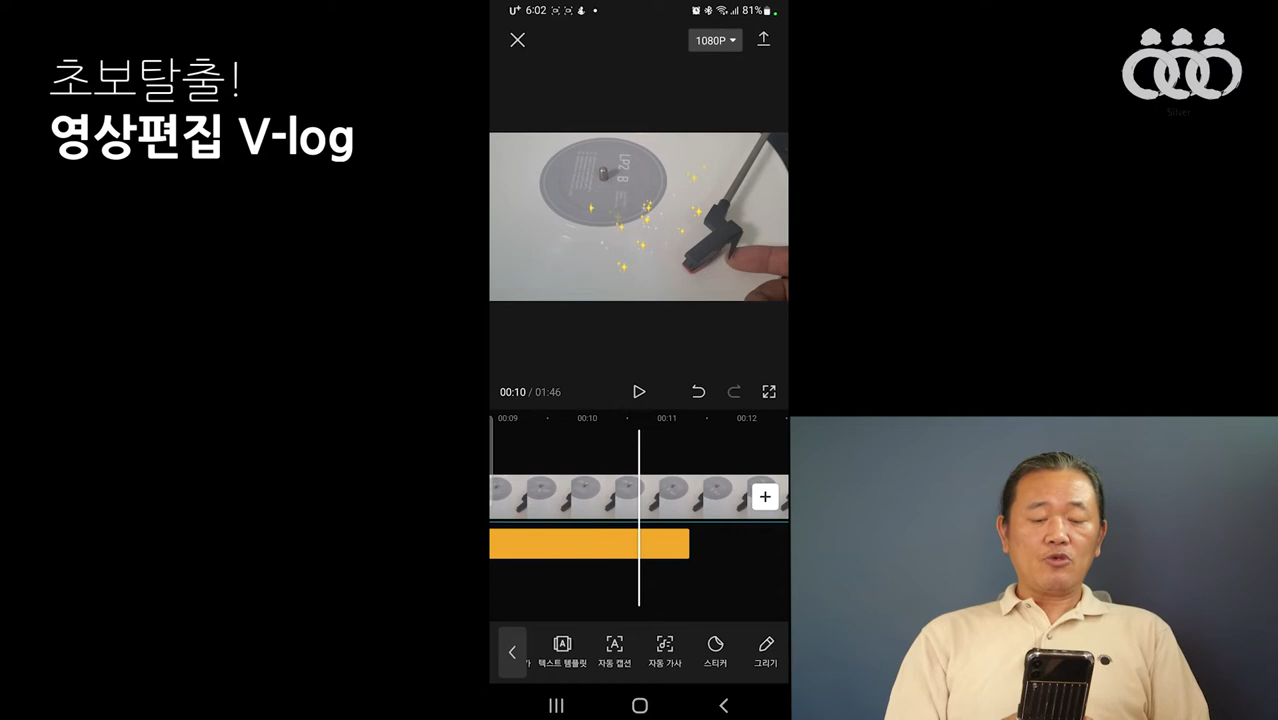 초보탈출!
영상편집 V-log
Silver
U+ 6:02
81%
1080P
LP2 B
00:10 / 01:46
00:09
00:10
00:11
00:12
텍스트 템플릿
자동 캡션
자동 가사
스티커
그리기